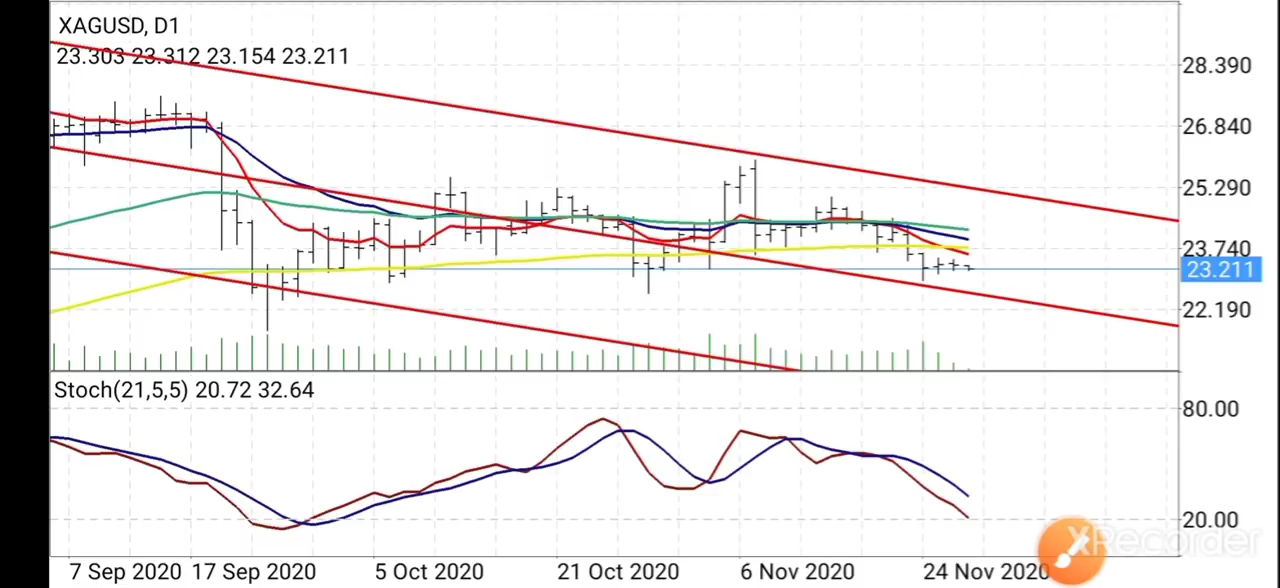 XAGUSD, D1
23.303 23.312 23.154 23.211
28.390
26.840
25.290
23.740
23.211
22.190
Stoch(21,5,5) 20.72 32.64
80.00
20.00
XRecorder
7 Sep 2020 17 Sep 2020 5 Oct 2020 21 Oct 2020 6 Nov 2020 24 Nov 2020